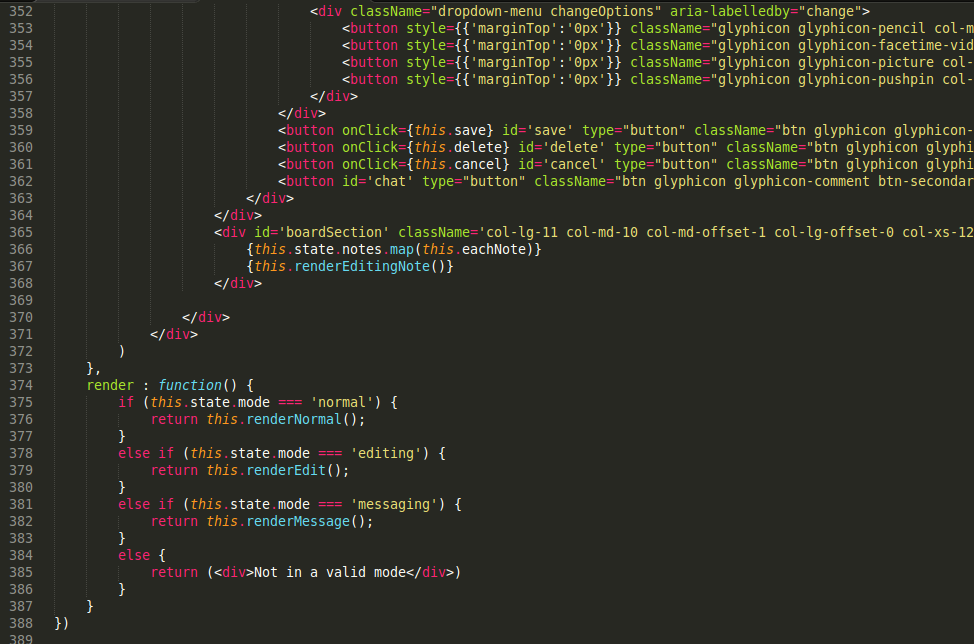 352 <div className="dropdown-menu changeOptions" aria-labelledby="change">
353 <button style={{'marginTop':'0px'}} className="glyphicon glyphicon-pencil col-m
354 <button style={{'marginTop':'0px'}} className="glyphicon glyphicon-facetime-vid
355 <button style={{'marginTop':'0px'}} className="glyphicon glyphicon-picture col-
356 <button style={{'marginTop':'0px'}} className="glyphicon glyphicon-pushpin col-
357 </div>
358 </div>
359 <button onClick={this.save} id='save' type="button" className="btn glyphicon glyphicon-
360 <button onClick={this.delete} id='delete' type="button" className="btn glyphicon glyphi
361 <button onClick={this.cancel} id='cancel' type="button" className="btn glyphicon glyphi
362 <button id='chat' type="button" className="btn glyphicon glyphicon-comment btn-secondar
363 </div>
364 </div>
365 <div id='boardSection' className='col-lg-11 col-md-10 col-md-offset-1 col-lg-offset-0 col-xs-12
366 {this.state.notes.map(this.eachNote)}
367 {this.renderEditingNote()}
368 </div>
369
370 </div>
371 </div>
372 )
373 },
374 render : function() {
375 if (this.state.mode === 'normal') {
376 return this.renderNormal();
377 }
378 else if (this.state.mode === 'editing') {
379 return this.renderEdit();
380 }
381 else if (this.state.mode === 'messaging') {
382 return this.renderMessage();
383 }
384 else {
385 return (<div>Not in a valid mode</div>)
386 }
387 }
388 })
389